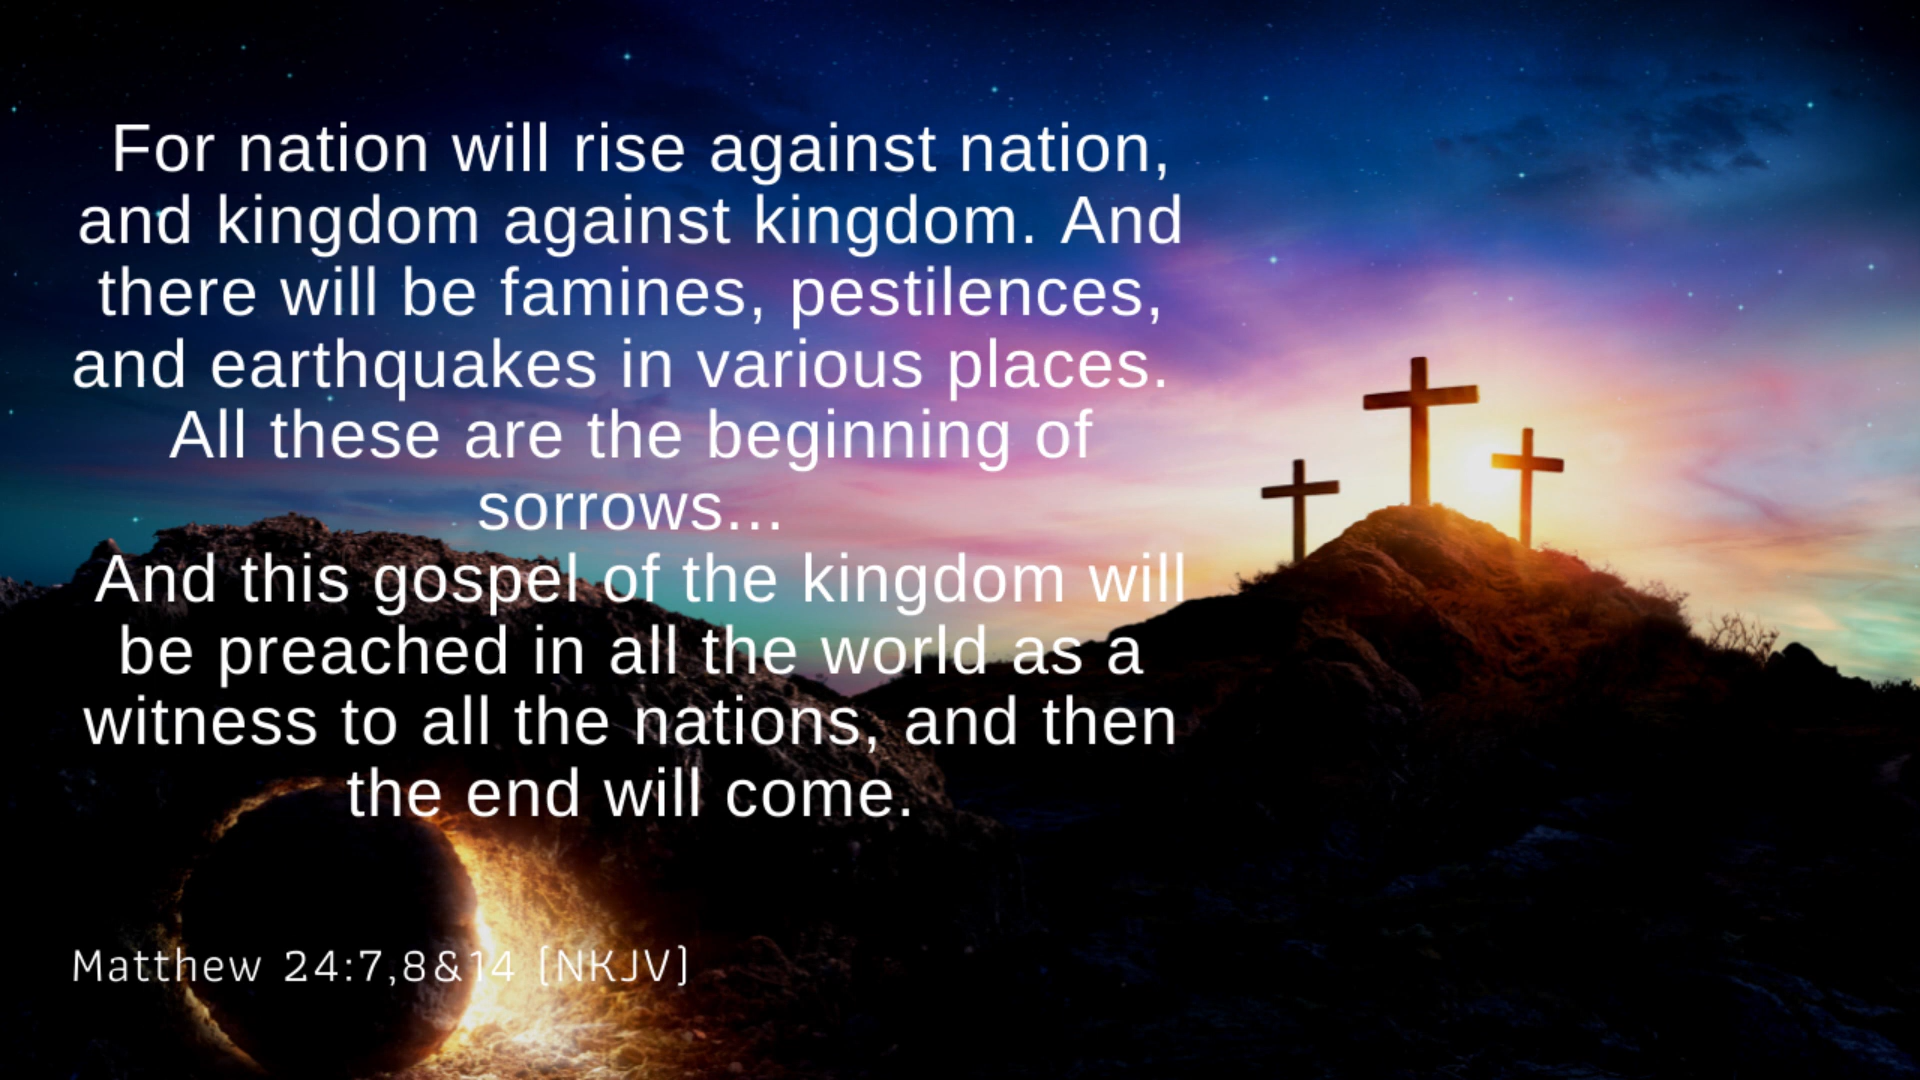 For nation will rise against nation,
and kingdom against kingdom. And
there will be famines, pestilences,
and earthquakes in various places.
All these are the beginning of
sorrows...
And this gospel of the kingdom will
be preached in all the world as a
witness to all the nations, and then
the end will come.
Matthew 24:7,8&14 [NKJV]